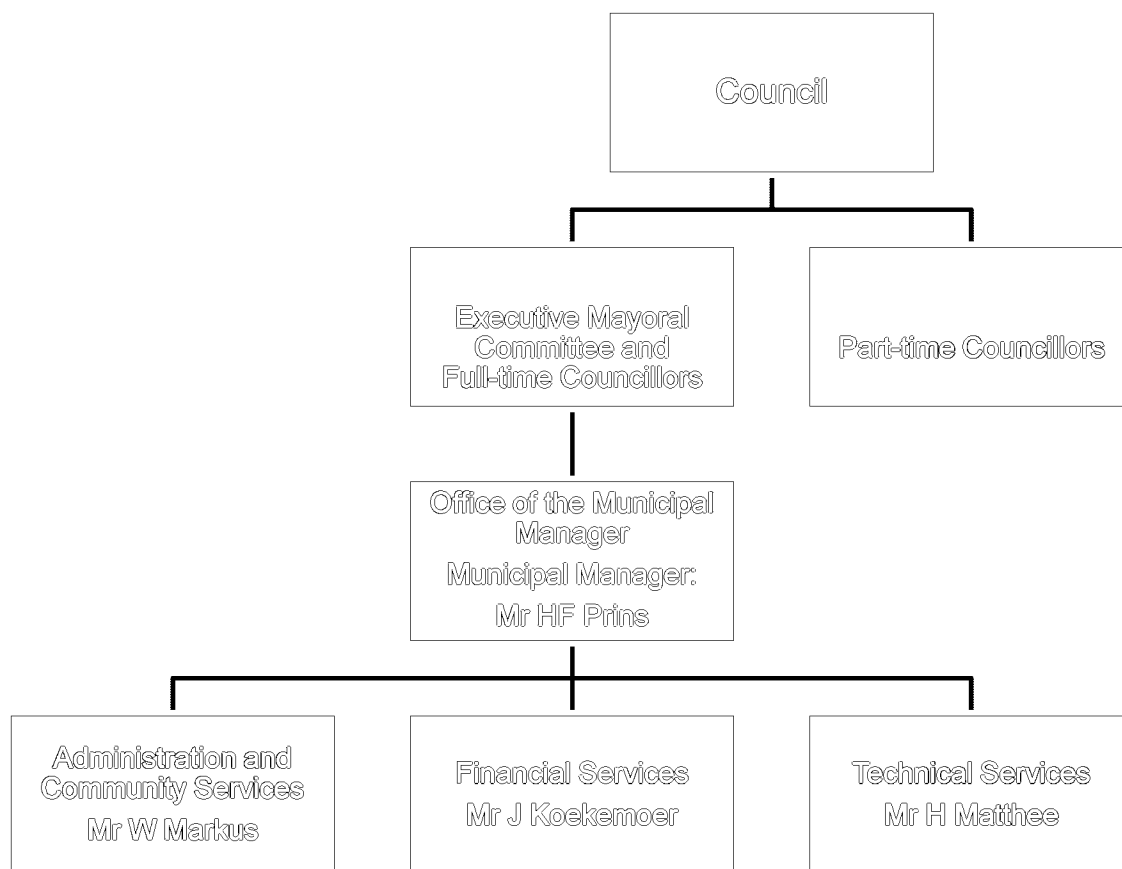 Council
Executive Mayoral
Committee and
Full-time Councillors
Part-time Councillors
Office of the Municipal
Manager
Municipal Manager:
Mr HF Prins
Administration and
Community Services
Mr W Markus
Financial Services
Mr J Koekemoer
Technical Services
Mr H Matthee